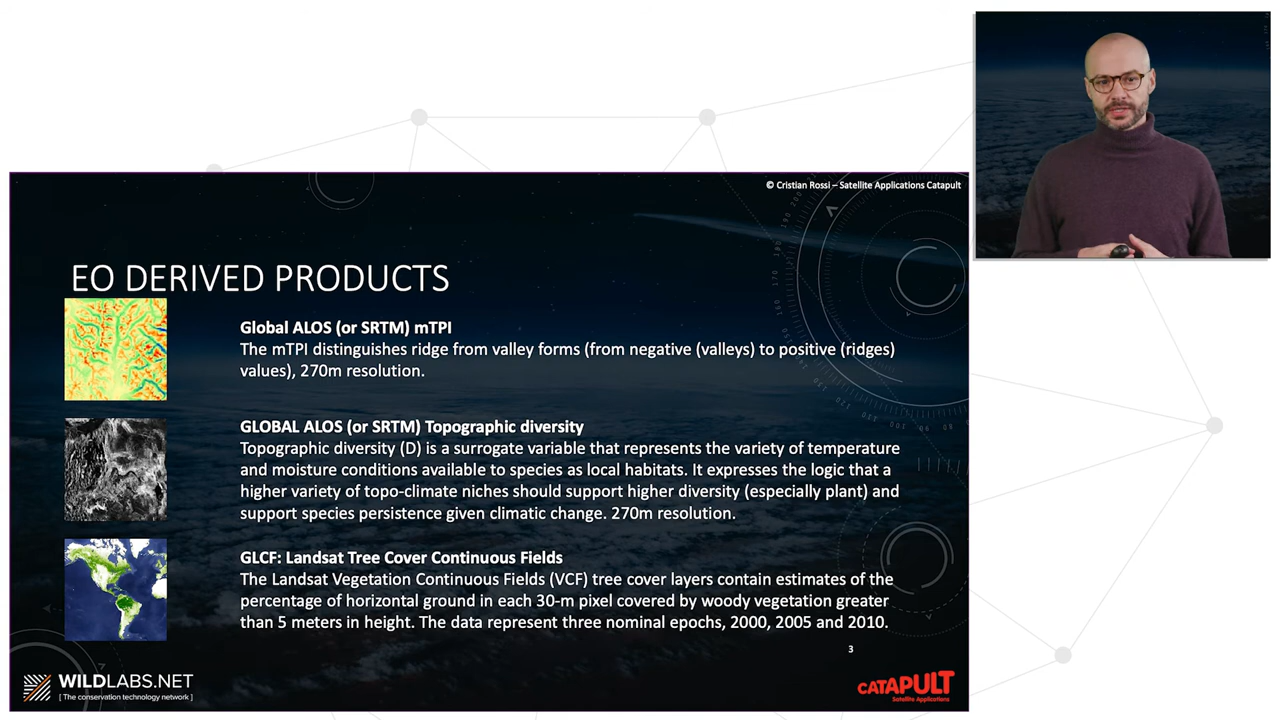 © Cristian Rossi – Satellite Applications Catapult
EO DERIVED PRODUCTS
Global ALOS (or SRTM) mTPI
The mTPI distinguishes ridge from valley forms (from negative (valleys) to positive (ridges)
values), 270m resolution.
GLOBAL ALOS (or SRTM) Topographic diversity
Topographic diversity (D) is a surrogate variable that represents the variety of temperature
and moisture conditions available to species as local habitats. It expresses the logic that a
higher variety of topo-climate niches should support higher diversity (especially plant) and
support species persistence given climatic change. 270m resolution.
GLCF: Landsat Tree Cover Continuous Fields
The Landsat Vegetation Continuous Fields (VCF) tree cover layers contain estimates of the
percentage of horizontal ground in each 30-m pixel covered by woody vegetation greater
than 5 meters in height. The data represent three nominal epochs, 2000, 2005 and 2010.
3
WILDLABS.NET
[ The conservation technology network ]
CATAPULT
Satellite Applications